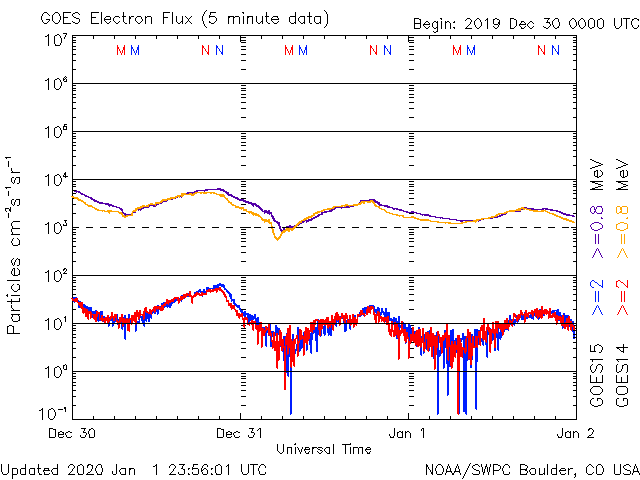 GOES Electron Flux (5 minute data)
Begin: 2019 Dec 30 0000 UTC
M M N N M M N N M M N N
10⁷
10⁶
10⁵
10⁴
10³
10²
10¹
10⁰
10⁻¹
Particles cm⁻²s⁻¹sr⁻¹
Dec 30 Dec 31 Jan 1 Jan 2
Universal Time
GOES15 >=2 >=0.8 MeV
GOES14 >=2 >=0.8 MeV
Updated 2020 Jan 1 23:56:01 UTC
NOAA/SWPC Boulder, CO USA